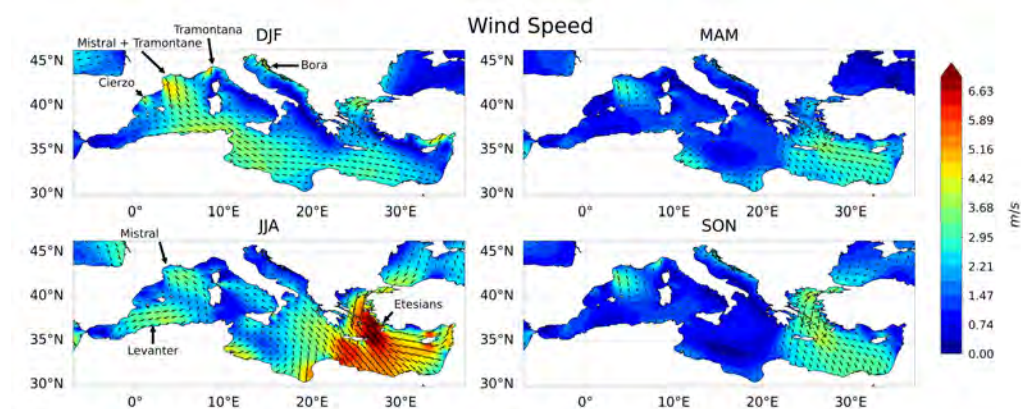 Wind Speed
Tramontana
DJF
MAM
Mistral + Tramontane
Bora
Cierzo
45°N
40°N
35°N
30°N
0°
10°E
20°E
30°E
45°N
40°N
35°N
30°N
0°
10°E
20°E
30°E
JJA
SON
Mistral
Etesians
Levanter
45°N
40°N
35°N
30°N
0°
10°E
20°E
30°E
45°N
40°N
35°N
30°N
0°
10°E
20°E
30°E
6.63
5.89
5.16
4.42
3.68
2.95
2.21
1.47
0.74
0.00
m/s